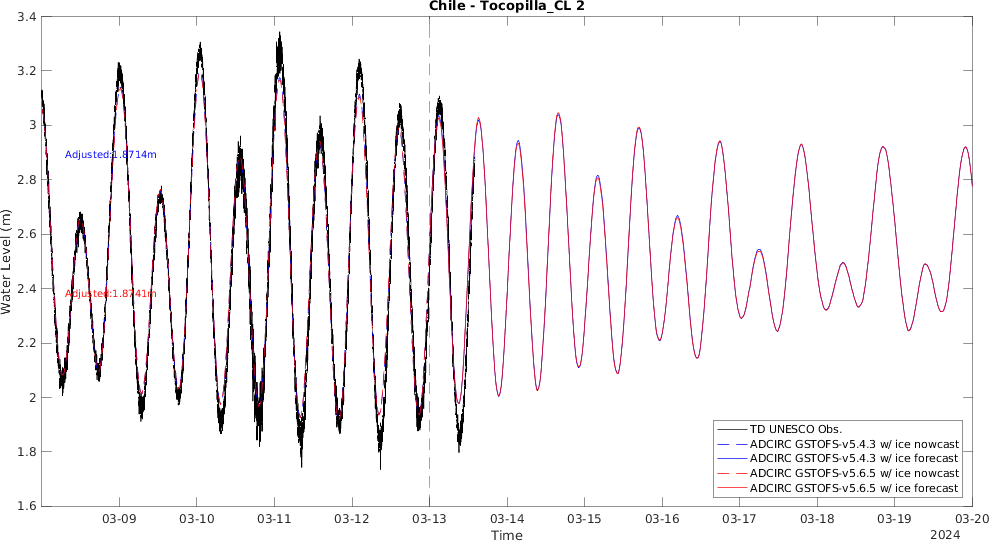 Chile - Tocopilla_CL 2
3.4
3.2
3
2.8
2.6
2.4
2.2
2
1.8
1.6
Water Level (m)
Adjusted:1.8714m
Adjusted:1.8741m
TD UNESCO Obs.
ADCIRC GSTOFS-v5.4.3 w/ ice nowcast
ADCIRC GSTOFS-v5.4.3 w/ ice forecast
ADCIRC GSTOFS-v5.6.5 w/ ice nowcast
ADCIRC GSTOFS-v5.6.5 w/ ice forecast
03-09 03-10 03-11 03-12 03-13 03-14 03-15 03-16 03-17 03-18 03-19 03-20
Time
2024